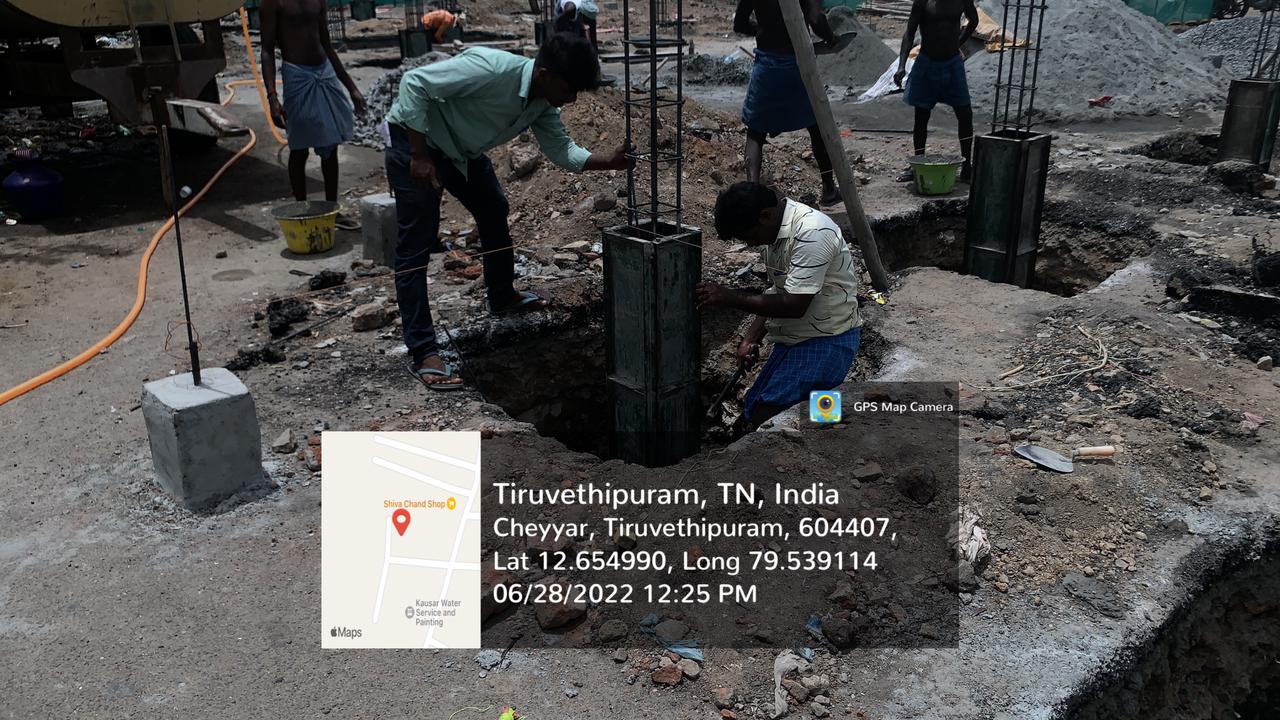 GPS Map Camera
Shiva Chand Shop
Kausar Water
Service and
Painting
Maps
Tiruvethipuram, TN, India
Cheyyar, Tiruvethipuram, 604407,
Lat 12.654990, Long 79.539114
06/28/2022 12:25 PM